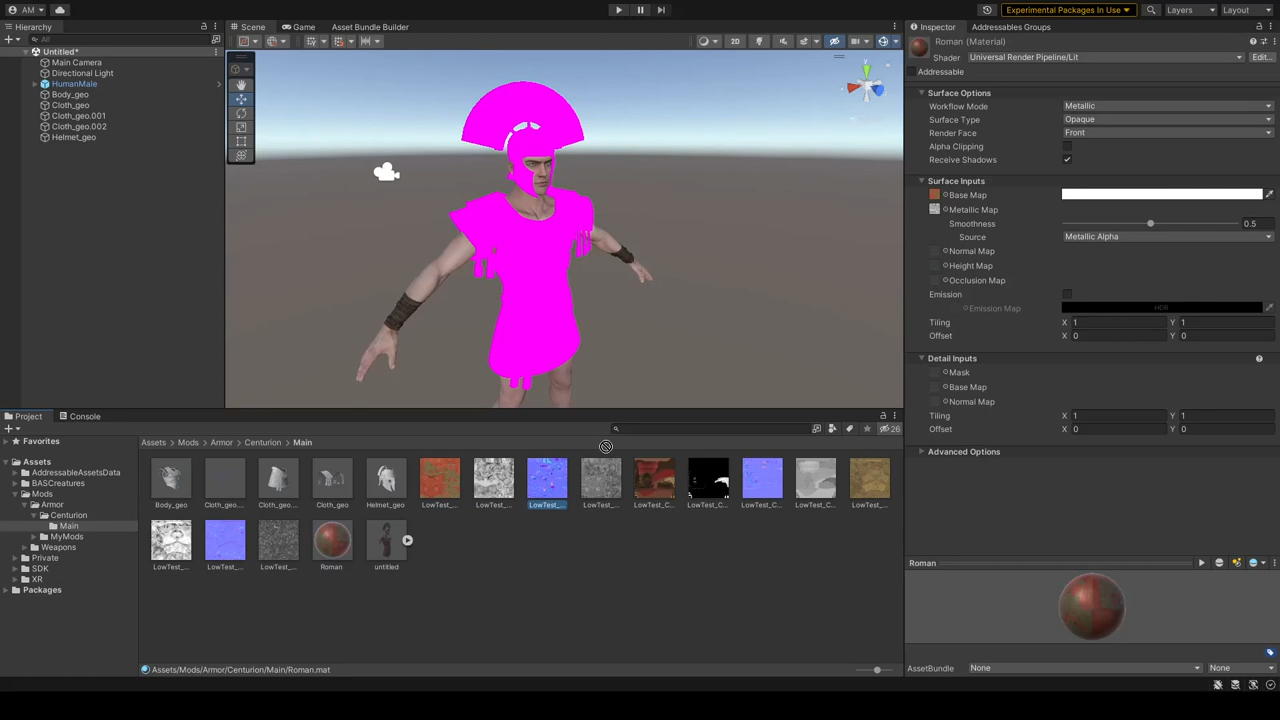 AM
Experimental Packages In Use
Layers
Layout
Hierarchy
Scene
Game
Asset Bundle Builder
Inspector
Addressables Groups
All
2D
Roman (Material)
Shader
Universal Render Pipeline/Lit
Edit...
Addressable
Untitled*
Main Camera
Directional Light
HumanMale
Body_geo
Cloth_geo
Cloth_geo.001
Cloth_geo.002
Helmet_geo
Surface Options
Workflow Mode
Metallic
Surface Type
Opaque
Render Face
Front
Alpha Clipping
Receive Shadows
Surface Inputs
Base Map
Metallic Map
Smoothness
0.5
Source
Metallic Alpha
Normal Map
Height Map
Occlusion Map
Emission
Emission Map
HDR
Tiling
X 1
Y 1
Offset
X 0
Y 0
Detail Inputs
Mask
Base Map
Normal Map
Tiling
X 1
Y 1
Offset
X 0
Y 0
Advanced Options
Project
Console
26
Favorites
Assets
AddressableAssetsData
BASCreatures
Mods
Armor
Centurion
Main
MyMods
Weapons
Private
SDK
XR
Packages
Assets
Mods
Armor
Centurion
Main
Body_geo
Cloth_geo...
Cloth_geo...
Cloth_geo
Helmet_geo
LowTest_...
LowTest_...
LowTest_...
LowTest_...
LowTest_C...
LowTest_C...
LowTest_C...
LowTest_C...
LowTest_...
LowTest_...
LowTest_...
LowTest_...
Roman
untitled
Assets/Mods/Armor/Centurion/Main/Roman.mat
Roman
AssetBundle
None
None